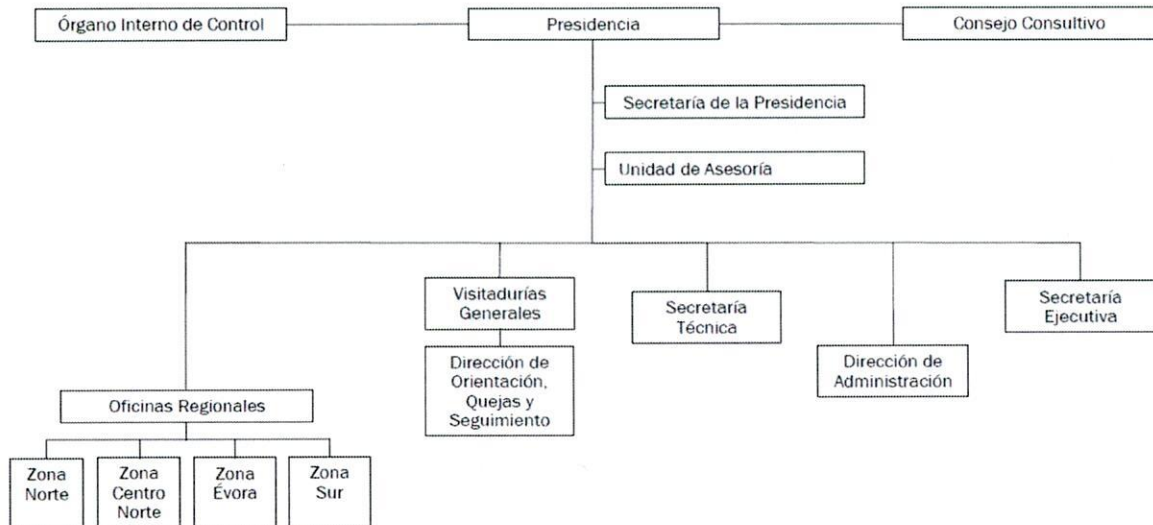 Órgano Interno de Control
Presidencia
Consejo Consultivo
Secretaría de la Presidencia
Unidad de Asesoría
Visitadurías
Generales
Secretaría
Técnica
Secretaría
Ejecutiva
Dirección de
Orientación,
Quejas y
Seguimiento
Dirección de
Administración
Oficinas Regionales
Zona
Norte
Zona
Centro
Norte
Zona
Évora
Zona
Sur